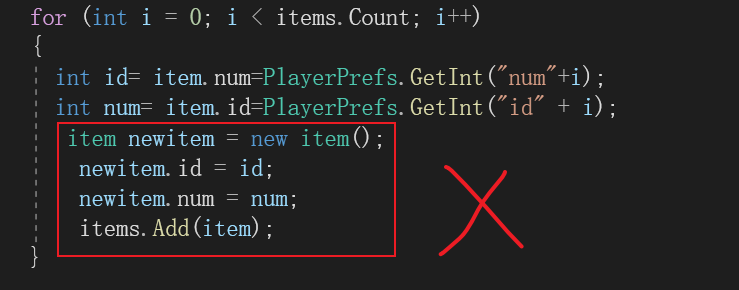 for (int i = 0; i < items.Count; i++)
{
int id= item.num=PlayerPrefs.GetInt("num"+i);
int num= item.id=PlayerPrefs.GetInt("id" + i);
item newitem = new item();
newitem.id = id;
newitem.num = num;
items.Add(item);
}